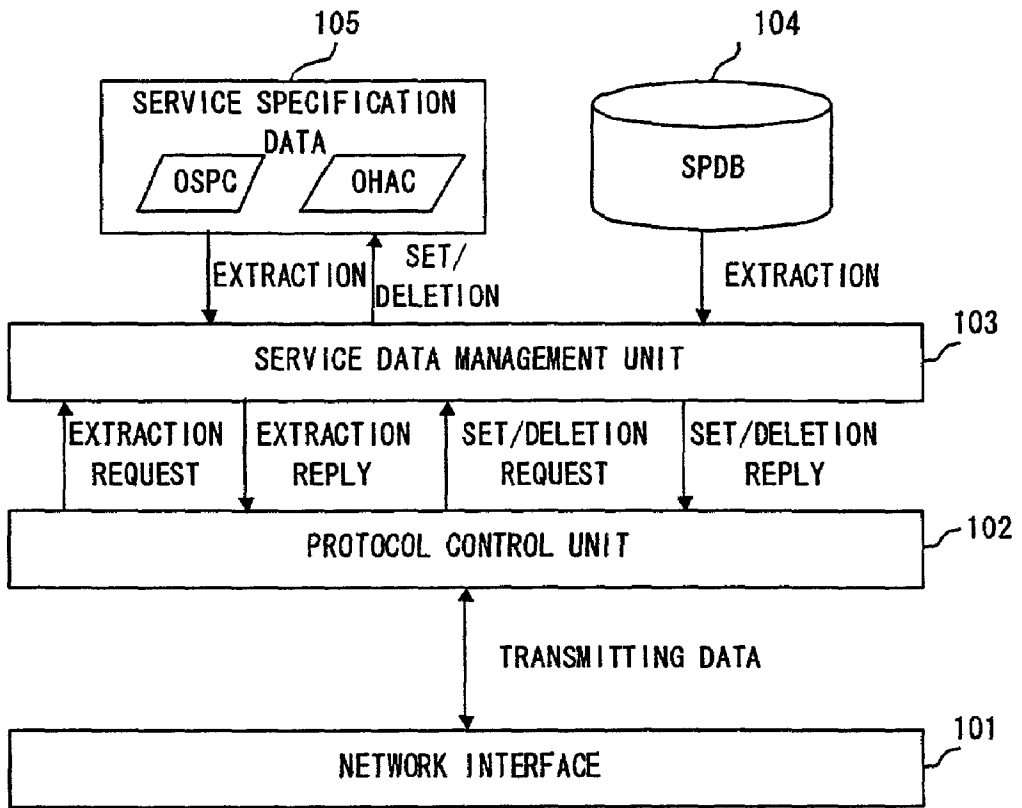 105
104
SERVICE SPECIFICATION
DATA
OSPC
OHAC
SPDB
EXTRACTION
SET/
DELETION
EXTRACTION
103
SERVICE DATA MANAGEMENT UNIT
EXTRACTION
REQUEST
EXTRACTION
REPLY
SET/DELETION
REQUEST
SET/DELETION
REPLY
102
PROTOCOL CONTROL UNIT
TRANSMITTING DATA
101
NETWORK INTERFACE